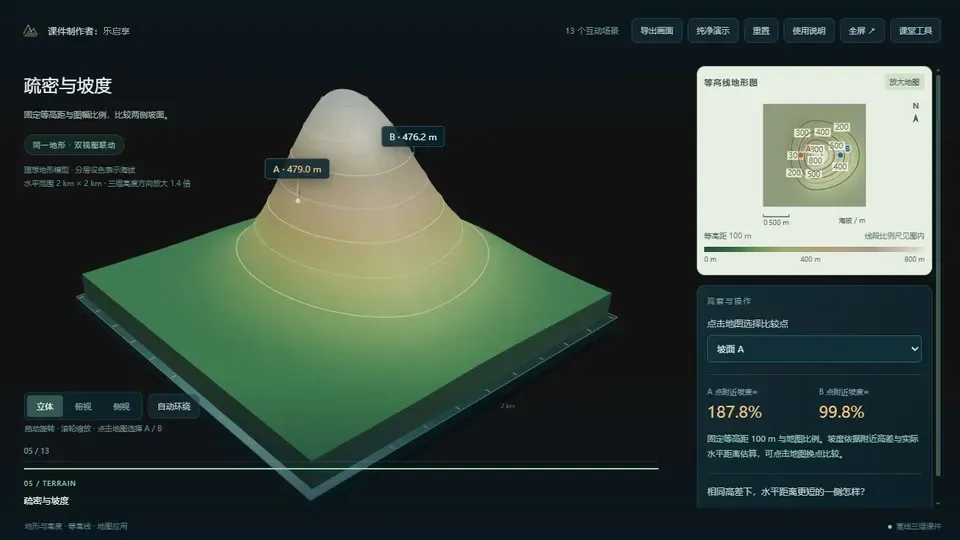 课件制作者：乐启享
13 个互动场景
导出画面
纯净演示
重置
使用说明
全屏 ↗
课堂工具
疏密与坡度
固定等高距与图幅比例，比较两侧坡面。
同一地形 · 双视图联动
理想地形模型 · 分层设色表示海拔
水平范围 2 km × 2 km · 三维高度方向放大 1.4 倍
A · 479.0 m
B · 476.2 m
2 km
立体
俯视
侧视
自动环绕
拖动旋转 · 滚轮缩放 · 点击地图选择 A / B
05 / 13
05 / TERRAIN
疏密与坡度
地形与高度 · 等高线 · 地图应用
等高线地形图
放大地图
N
200
300
400
A
B
800
400
200
0 500 m
海拔 / m
等高距 100 m
线段比例尺见图内
0 m
400 m
800 m
观察与操作
点击地图选择比较点
坡面 A
A 点附近坡度≈
B 点附近坡度≈
187.8%
99.8%
固定等高距 100 m 与地图比例。坡度依据附近高差与实际
水平距离估算，可点击地图换点比较。
相同高差下，水平距离更短的一侧怎样？
离线三维课件